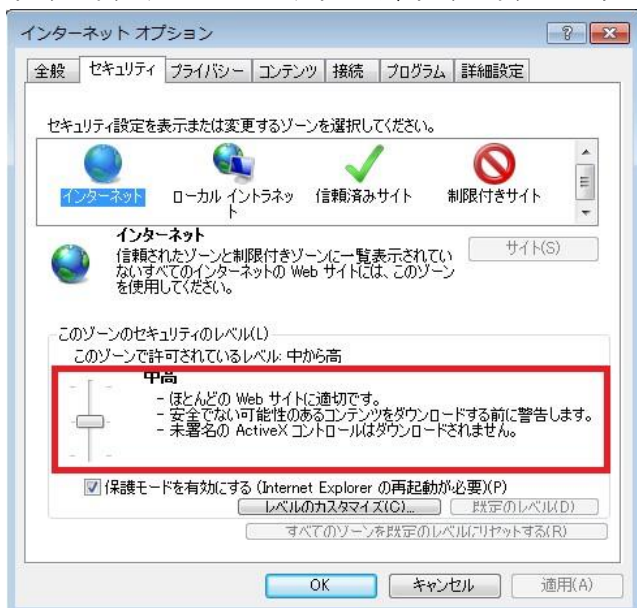 インターネット オプション
全般 セキュリティ プライバシー コンテンツ 接続 プログラム 詳細設定
セキュリティ設定を表示または変更するゾーンを選択してください。
インターネット ローカル イントラネット 信頼済みサイト 制限付きサイト
インターネット
サイト(S)
信頼されたゾーンと制限付きゾーンに一覧表示されてい
ないすべてのインターネットの Web サイトには、このゾーン
を使用してください。
このゾーンのセキュリティのレベル(L)
このゾーンで許可されているレベル: 中から高
中高
- ほとんどの Web サイトに適切です。
- 安全でない可能性のあるコンテンツをダウンロードする前に警告します。
- 未署名の ActiveX コントロールはダウンロードされません。
保護モードを有効にする (Internet Explorer の再起動が必要)(P)
レベルのカスタマイズ(C)... 既定のレベル(D)
すべてのゾーンを既定のレベルにリセットする(R)
OK キャンセル 適用(A)